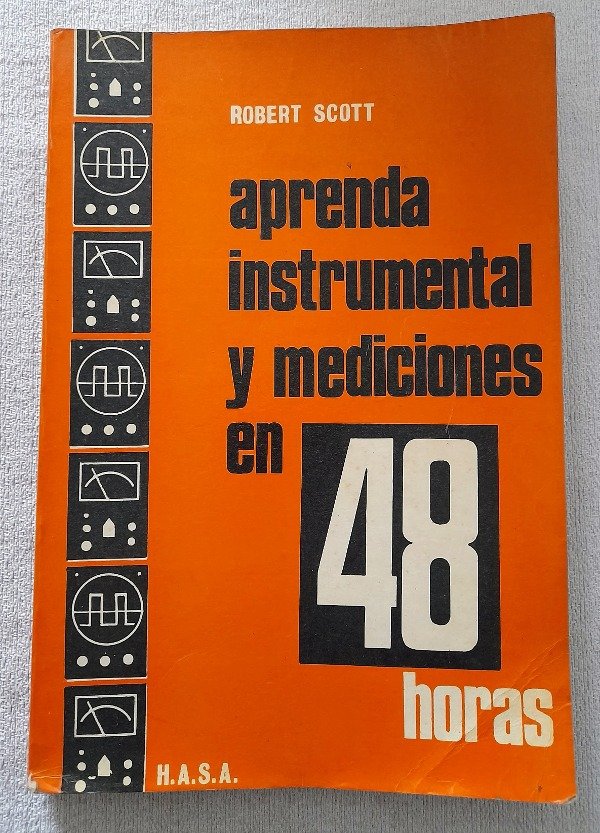 ROBERT SCOTT
aprenda
instrumental
y mediciones
en 48
horas
H.A.S.A.